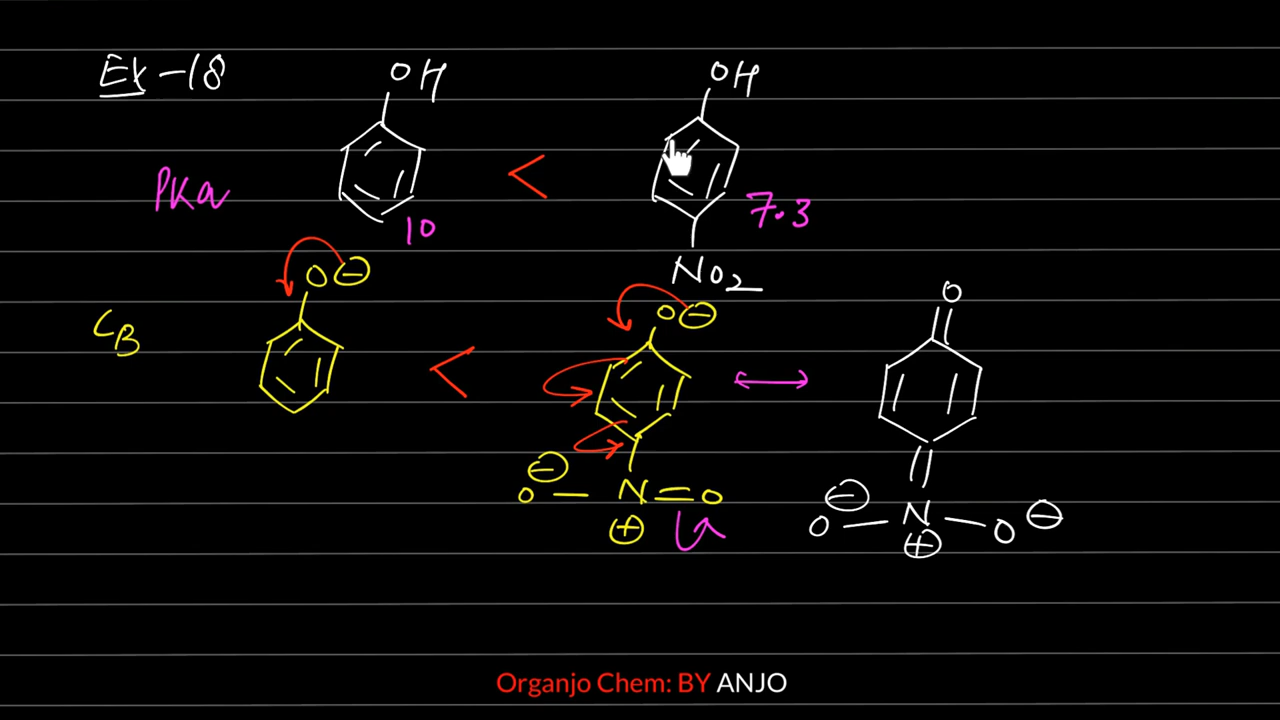 Ex-18
OH < OH
PKa 10 7.3
NO2
O⊖ O⊖ O
CB <
⊖ ⊖
O — N = O O — N — O ⊖
⊕ ⊕
Organjo Chem: BY ANJO